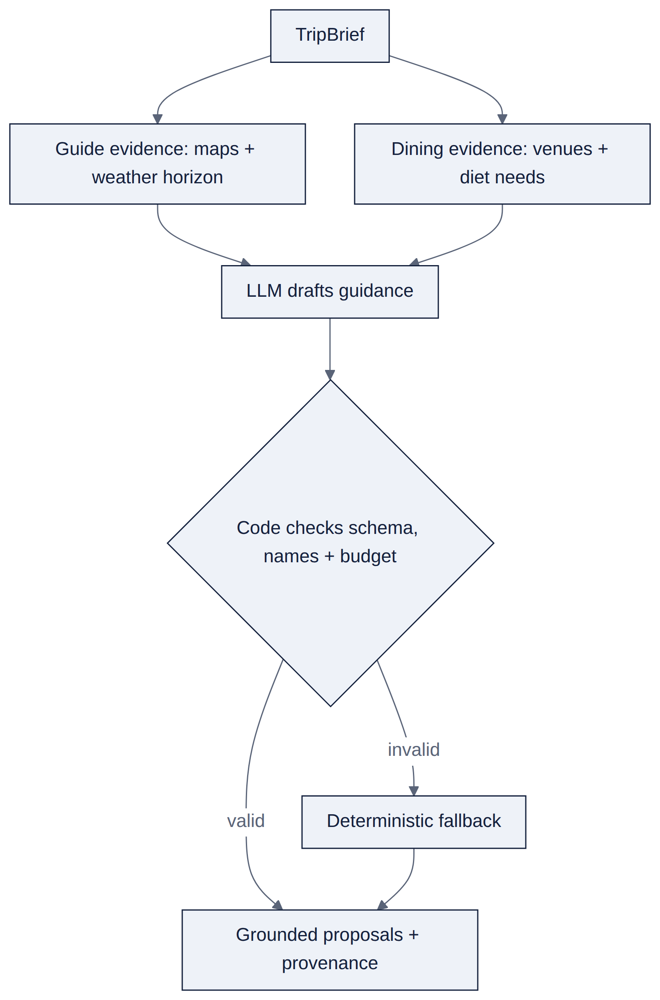 TripBrief
Guide evidence: maps +
weather horizon
Dining evidence: venues +
diet needs
LLM drafts guidance
Code checks schema,
names + budget
invalid
valid
Deterministic fallback
Grounded proposals +
provenance